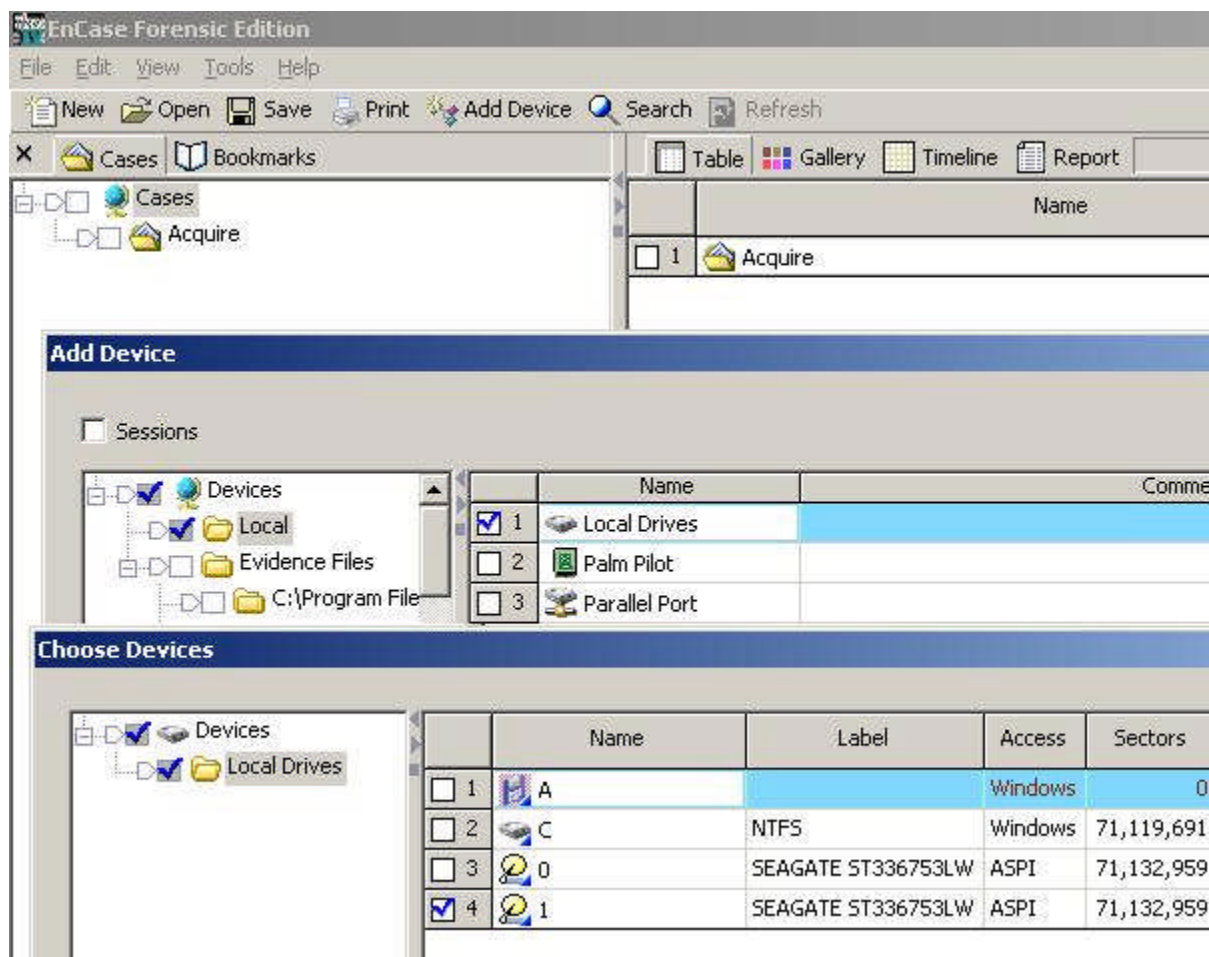 EnCase Forensic Edition
File Edit View Tools Help
New Open Save Print Add Device Search Refresh
Cases Bookmarks
Table Gallery Timeline Report
Cases
Acquire
Name
1 Acquire
Add Device
Sessions
Devices
Local
Evidence Files
C:\Program File
Name Comme
1 Local Drives
2 Palm Pilot
3 Parallel Port
Choose Devices
Devices
Local Drives
Name Label Access Sectors
1 A Windows 0
2 C NTFS Windows 71,119,691
3 0 SEAGATE ST336753LW ASPI 71,132,959
4 1 SEAGATE ST336753LW ASPI 71,132,959